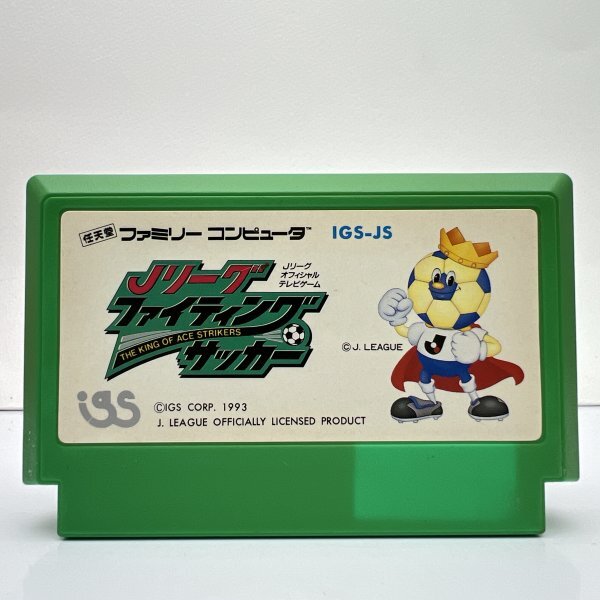 任天堂 ファミリー コンピュータ™ IGS-JS
Jリーグ
ファイティング
サッカー
THE KING OF ACE STRIKERS
Jリーグ
オフィシャル
テレビゲーム
J
©J. LEAGUE
igs
©IGS CORP. 1993
J. LEAGUE OFFICIALLY LICENSED PRODUCT